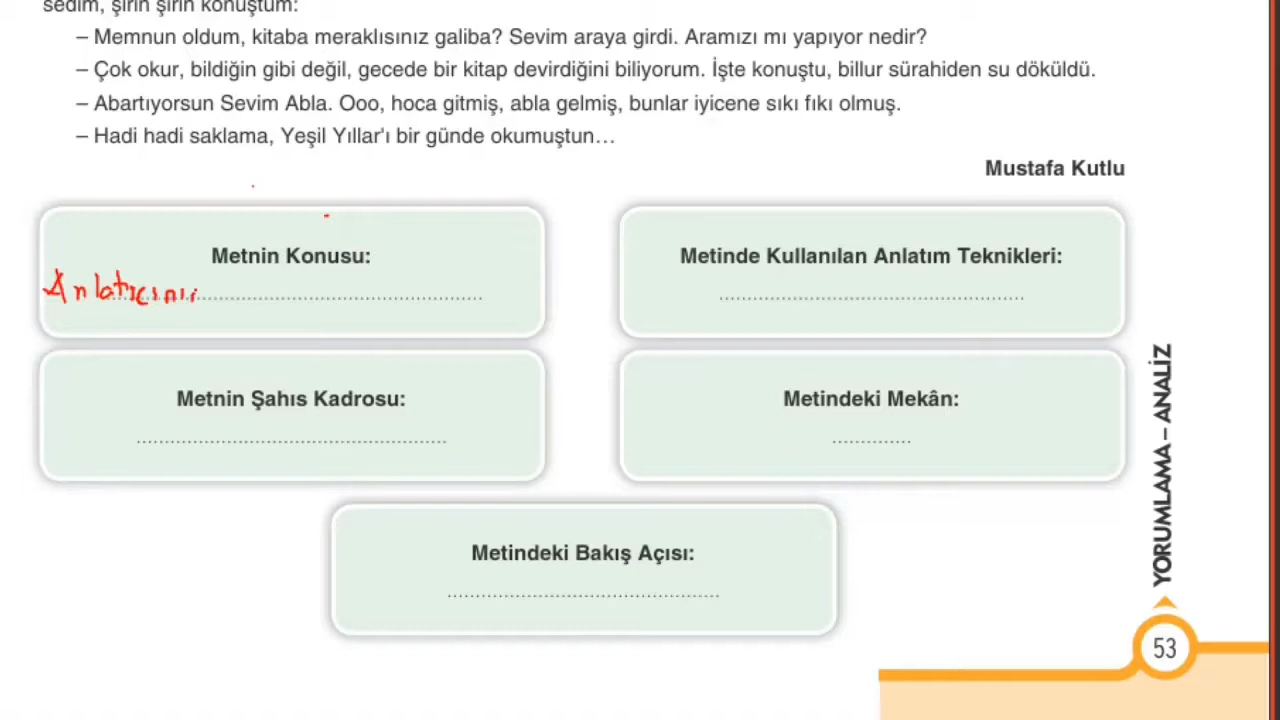 sedim, şirin şirin konuştum:
– Memnun oldum, kitaba meraklısınız galiba? Sevim araya girdi. Aramızı mı yapıyor nedir?
– Çok okur, bildiğin gibi değil, gecede bir kitap devirdiğini biliyorum. İşte konuştu, billur sürahiden su döküldü.
– Abartıyorsun Sevim Abla. Ooo, hoca gitmiş, abla gelmiş, bunlar iyicene sıkı fıkı olmuş.
– Hadi hadi saklama, Yeşil Yıllar'ı bir günde okumuştun...
Mustafa Kutlu
Metnin Konusu:
Anlatıcının
Metinde Kullanılan Anlatım Teknikleri:
Metnin Şahıs Kadrosu:
Metindeki Mekân:
Metindeki Bakış Açısı:
YORUMLAMA – ANALİZ
53